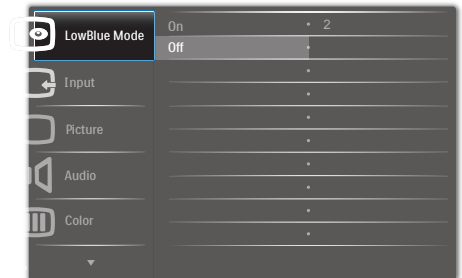 LowBlue Mode
On • 2
Off •
Input
Picture
Audio
Color